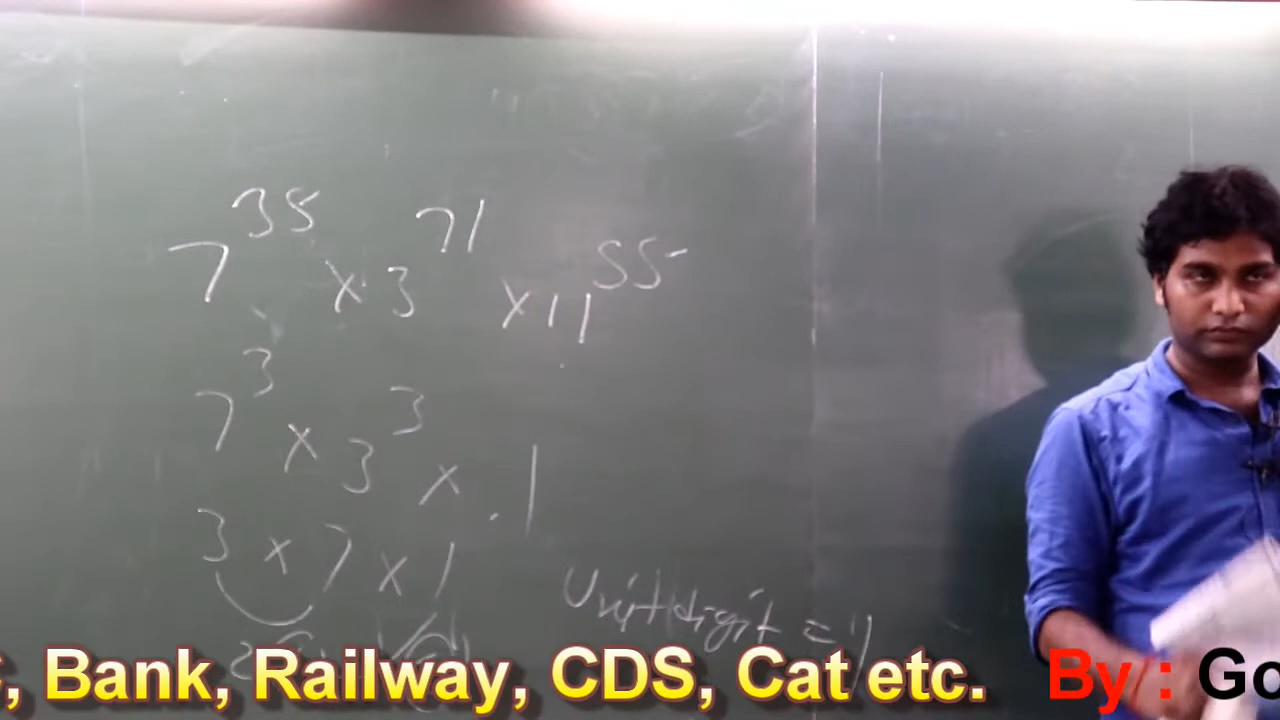 7^35 × 3^71 × 11^55
7^3 × 3^3 × 1
3 × 7 × 1
Unit digit = 1
, Bank, Railway, CDS, Cat etc. By : Go